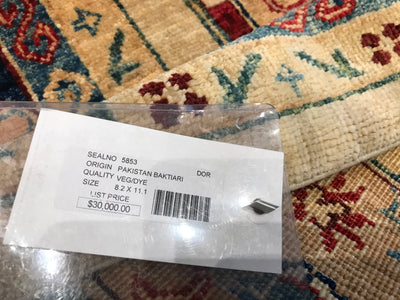 SEALNO 5853
ORIGIN PAKISTAN BAKTIARI DOR
QUALITY VEG/DYE
SIZE 8.2 X 11.1
LIST PRICE
$30,000.00